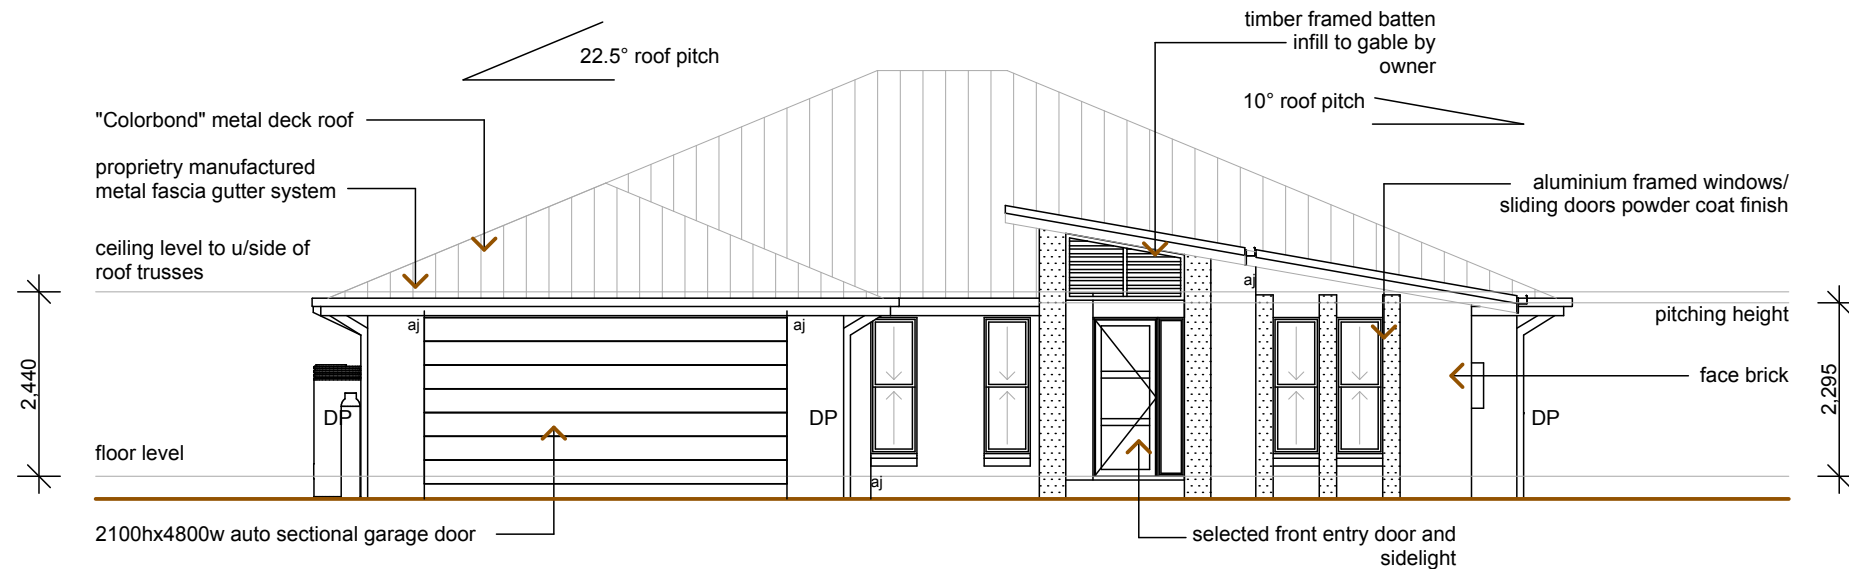 timber framed batten
infill to gable by
owner
22.5° roof pitch
10° roof pitch
"Colorbond" metal deck roof
proprietry manufactured
metal fascia gutter system
aluminium framed windows/
sliding doors powder coat finish
ceiling level to u/side of
roof trusses
aj
pitching height
aj
aj
2,440
2,295
face brick
DP
DP
DP
floor level
aj
2100hx4800w auto sectional garage door
selected front entry door and
sidelight